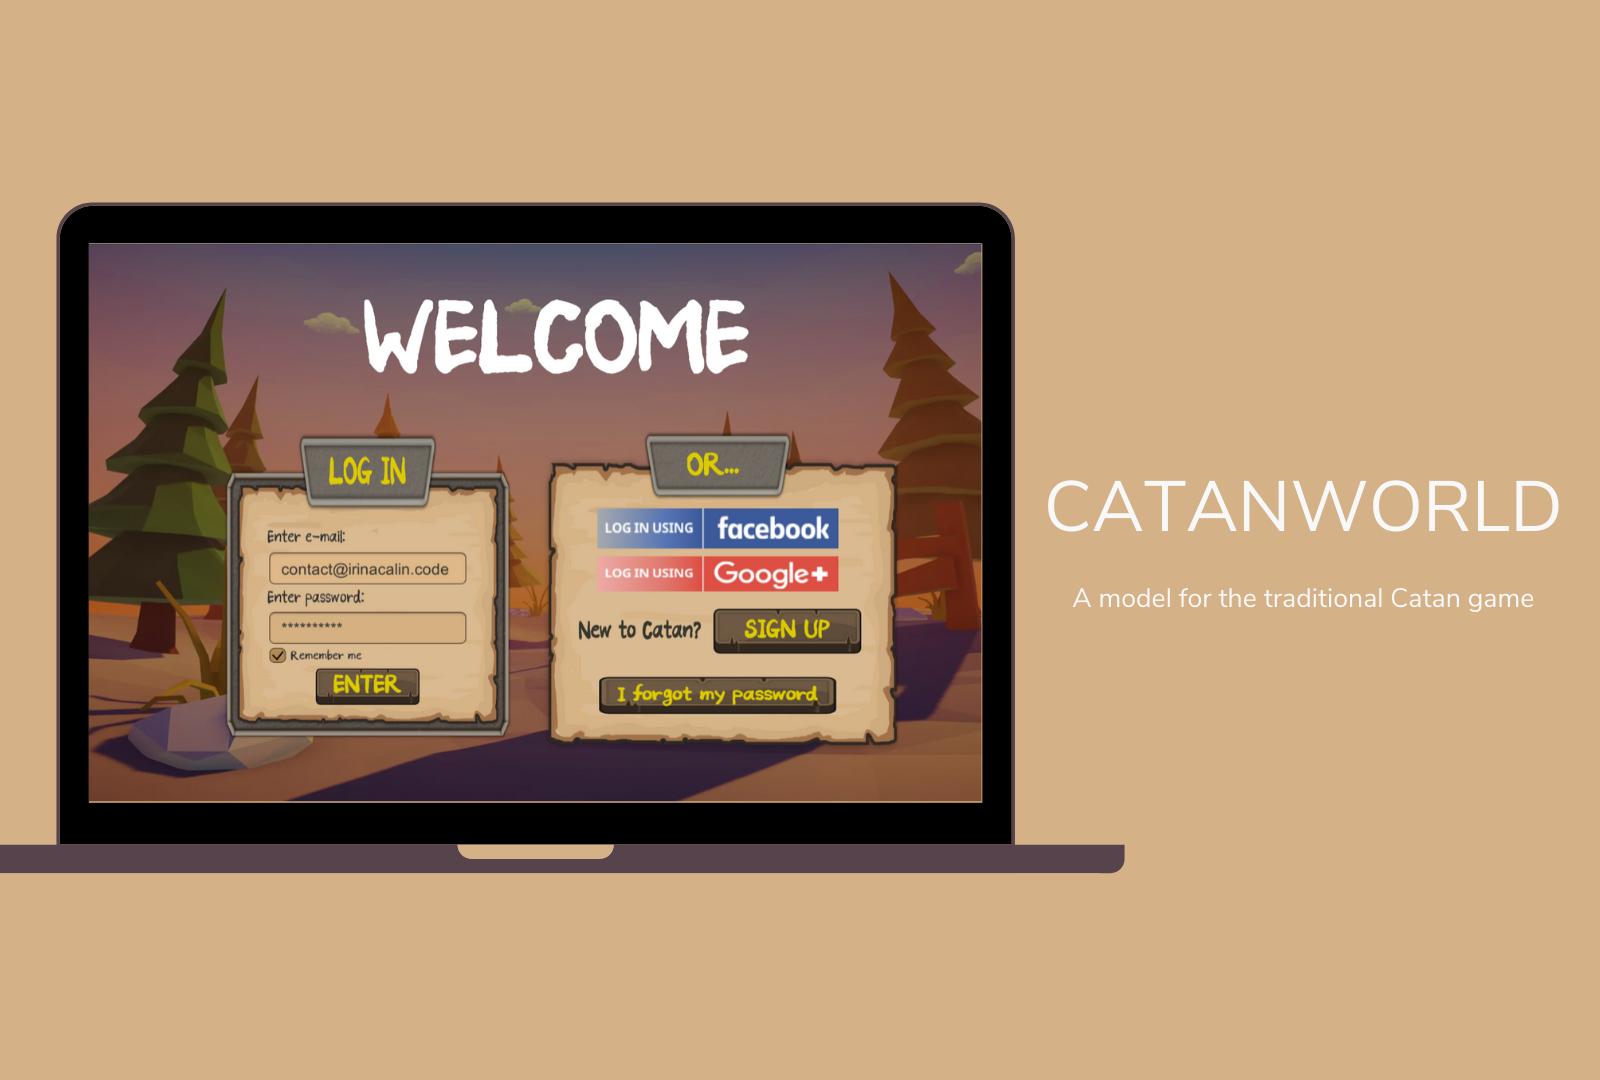 WELCOME
LOG IN
Enter e-mail:
contact@irinacalin.code
Enter password:
**********
Remember me
ENTER
OR...
LOG IN USING facebook
LOG IN USING Google+
New to Catan? SIGN UP
I forgot my password
CATANWORLD
A model for the traditional Catan game